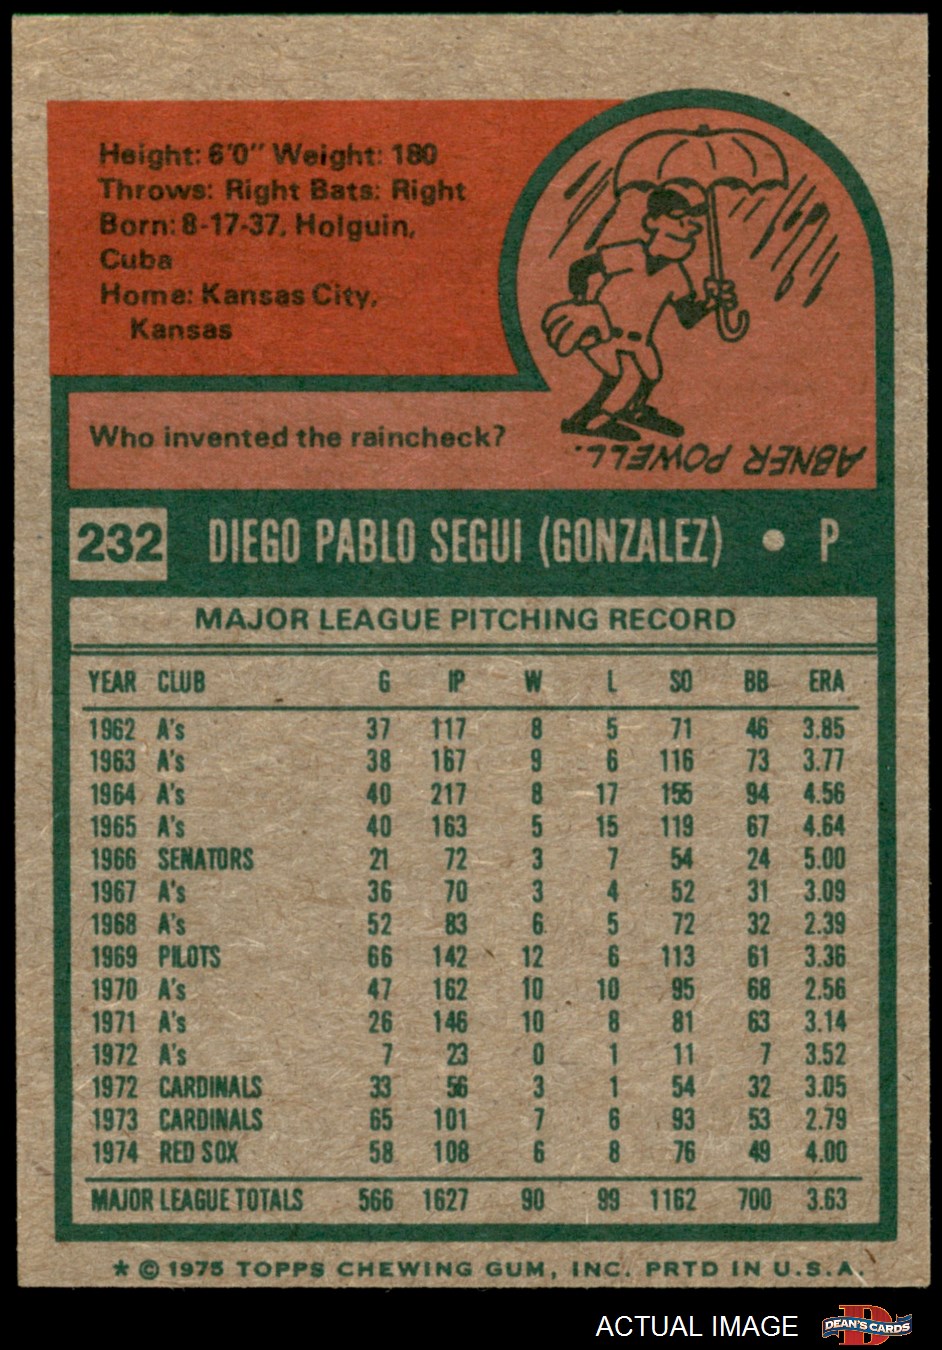 Height: 6'0" Weight: 180
Throws: Right Bats: Right
Born: 8-17-37, Holguin,
Cuba
Home: Kansas City,
Kansas
Who invented the raincheck?
ABNER POWELL.
232 DIEGO PABLO SEGUI (GONZALEZ) • P
MAJOR LEAGUE PITCHING RECORD
YEAR CLUB G IP W L SO BB ERA
1962 A's 37 117 8 5 71 46 3.85
1963 A's 38 167 9 6 116 73 3.77
1964 A's 40 217 8 17 155 94 4.56
1965 A's 40 163 5 15 119 67 4.64
1966 SENATORS 21 72 3 7 54 24 5.00
1967 A's 36 70 3 4 52 31 3.09
1968 A's 52 83 6 5 72 32 2.39
1969 PILOTS 66 142 12 6 113 61 3.36
1970 A's 47 162 10 10 95 68 2.56
1971 A's 26 146 10 8 81 63 3.14
1972 A's 7 23 0 1 11 7 3.52
1972 CARDINALS 33 56 3 1 54 32 3.05
1973 CARDINALS 65 101 7 6 93 53 2.79
1974 RED SOX 58 108 6 8 76 49 4.00
MAJOR LEAGUE TOTALS 566 1627 90 99 1162 700 3.63
* © 1975 TOPPS CHEWING GUM, INC. PRTD IN U.S.A.
ACTUAL IMAGE
D
DEAN'S CARDS